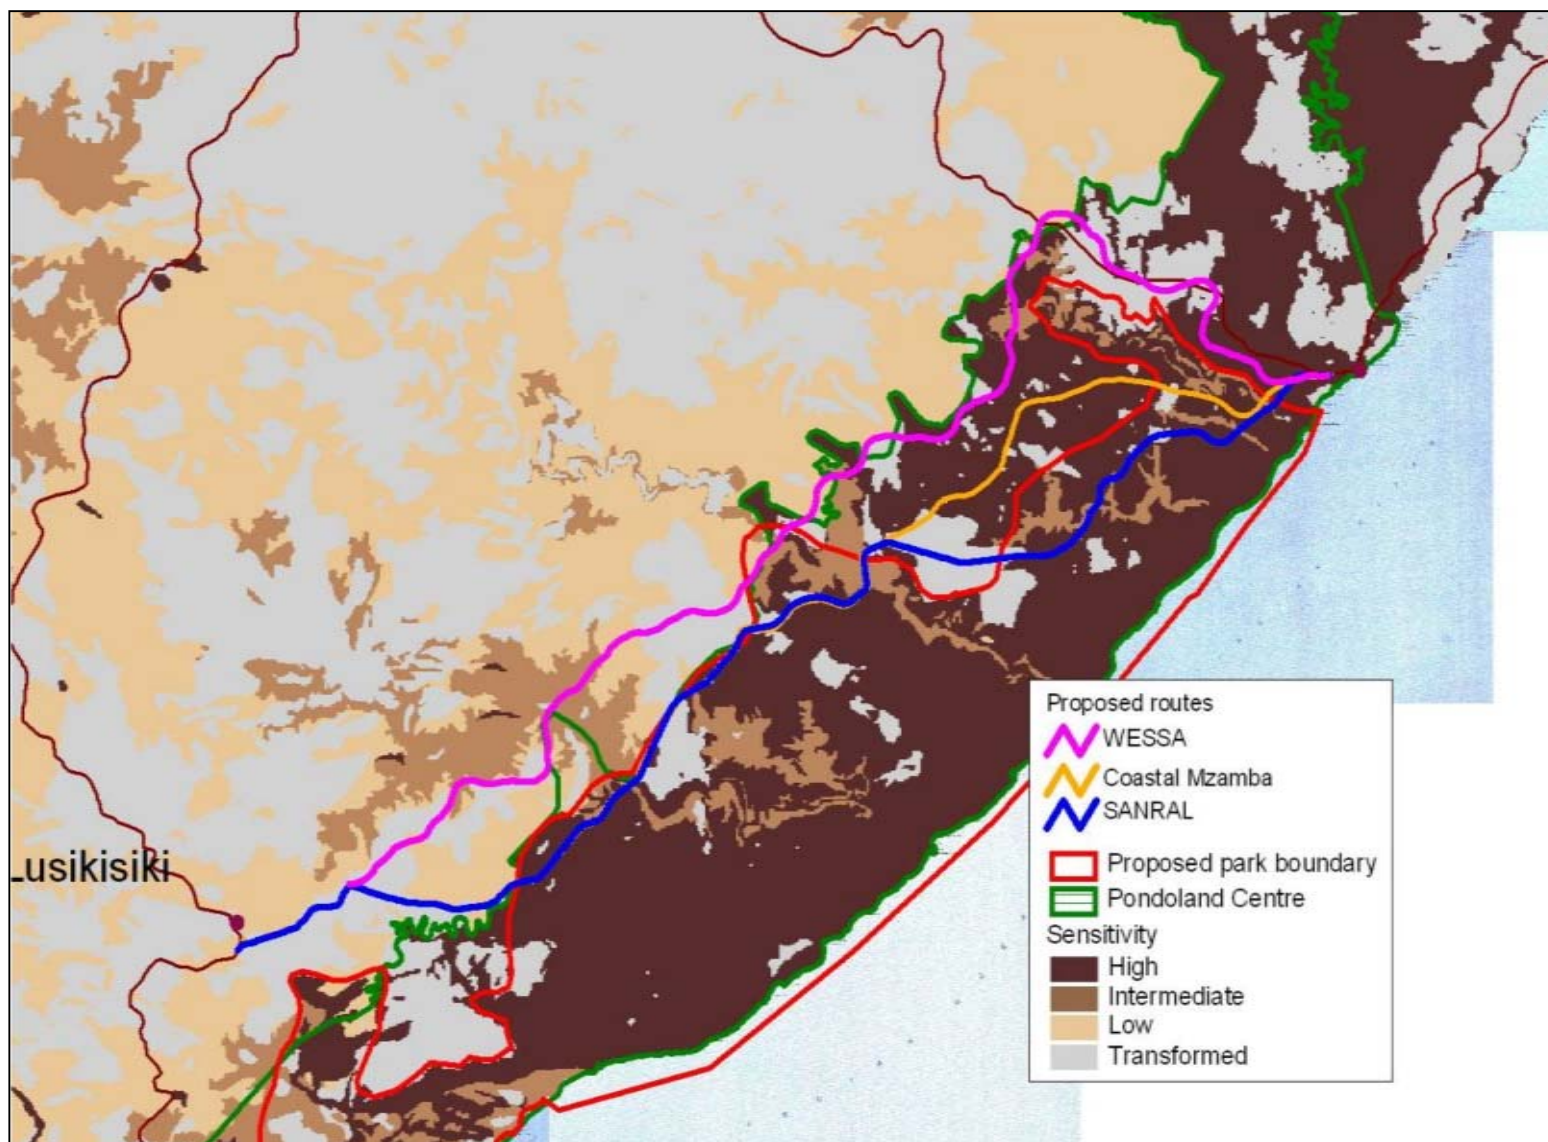 Lusikisiki
Proposed routes
WESSA
Coastal Mzamba
SANRAL
Proposed park boundary
Pondoland Centre
Sensitivity
High
Intermediate
Low
Transformed